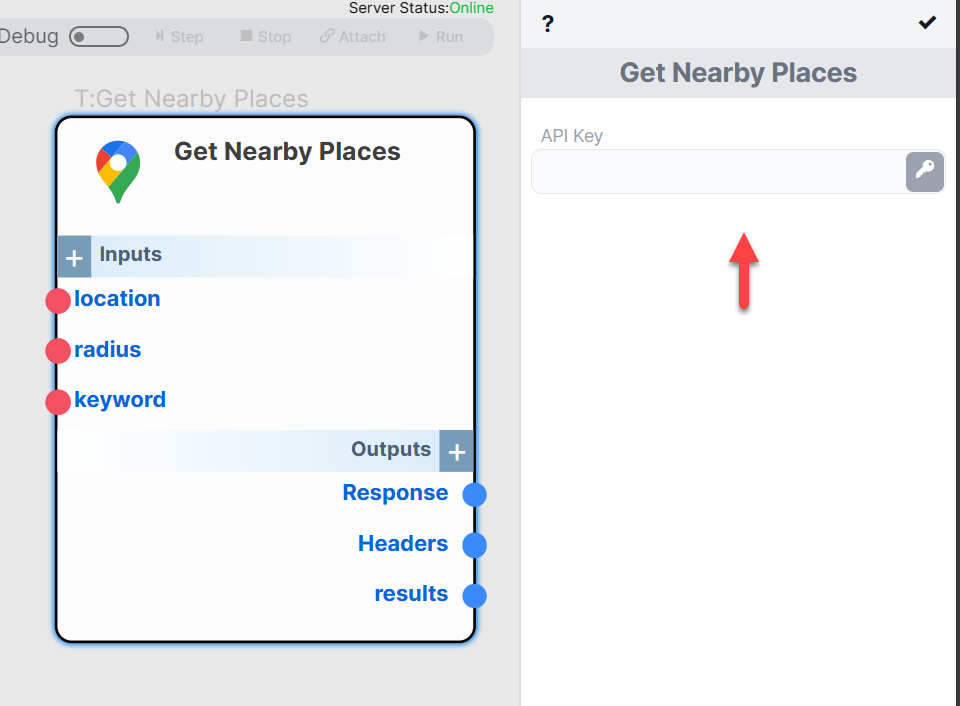 Server Status:Online
Debug
Step
Stop
Attach
Run
T:Get Nearby Places
Get Nearby Places
+ Inputs
location
radius
keyword
Outputs +
Response
Headers
results
?
Get Nearby Places
API Key